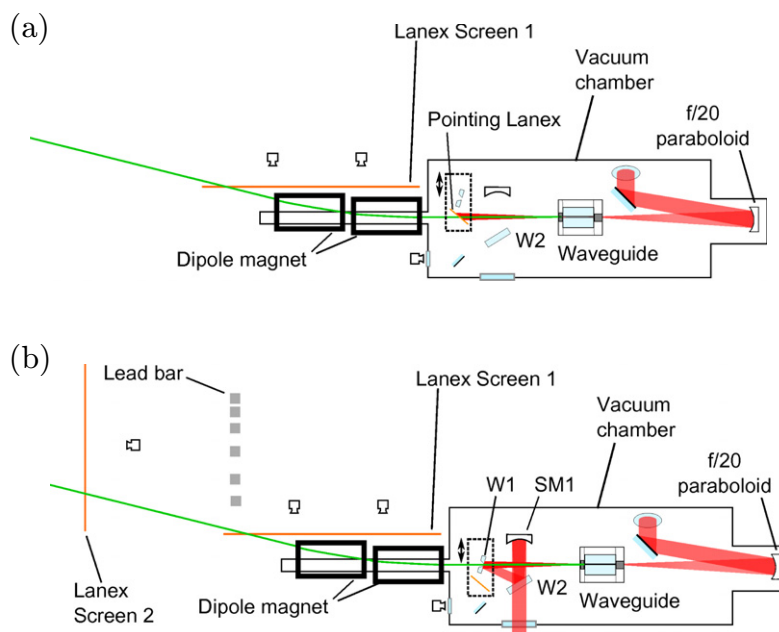 (a)
Lanex Screen 1
Vacuum
chamber
f/20
paraboloid
Pointing Lanex
W2
Waveguide
Dipole magnet
(b)
Lead bar
Lanex Screen 1
Vacuum
chamber
f/20
paraboloid
W1
SM1
W2
Waveguide
Dipole magnet
Lanex
Screen 2